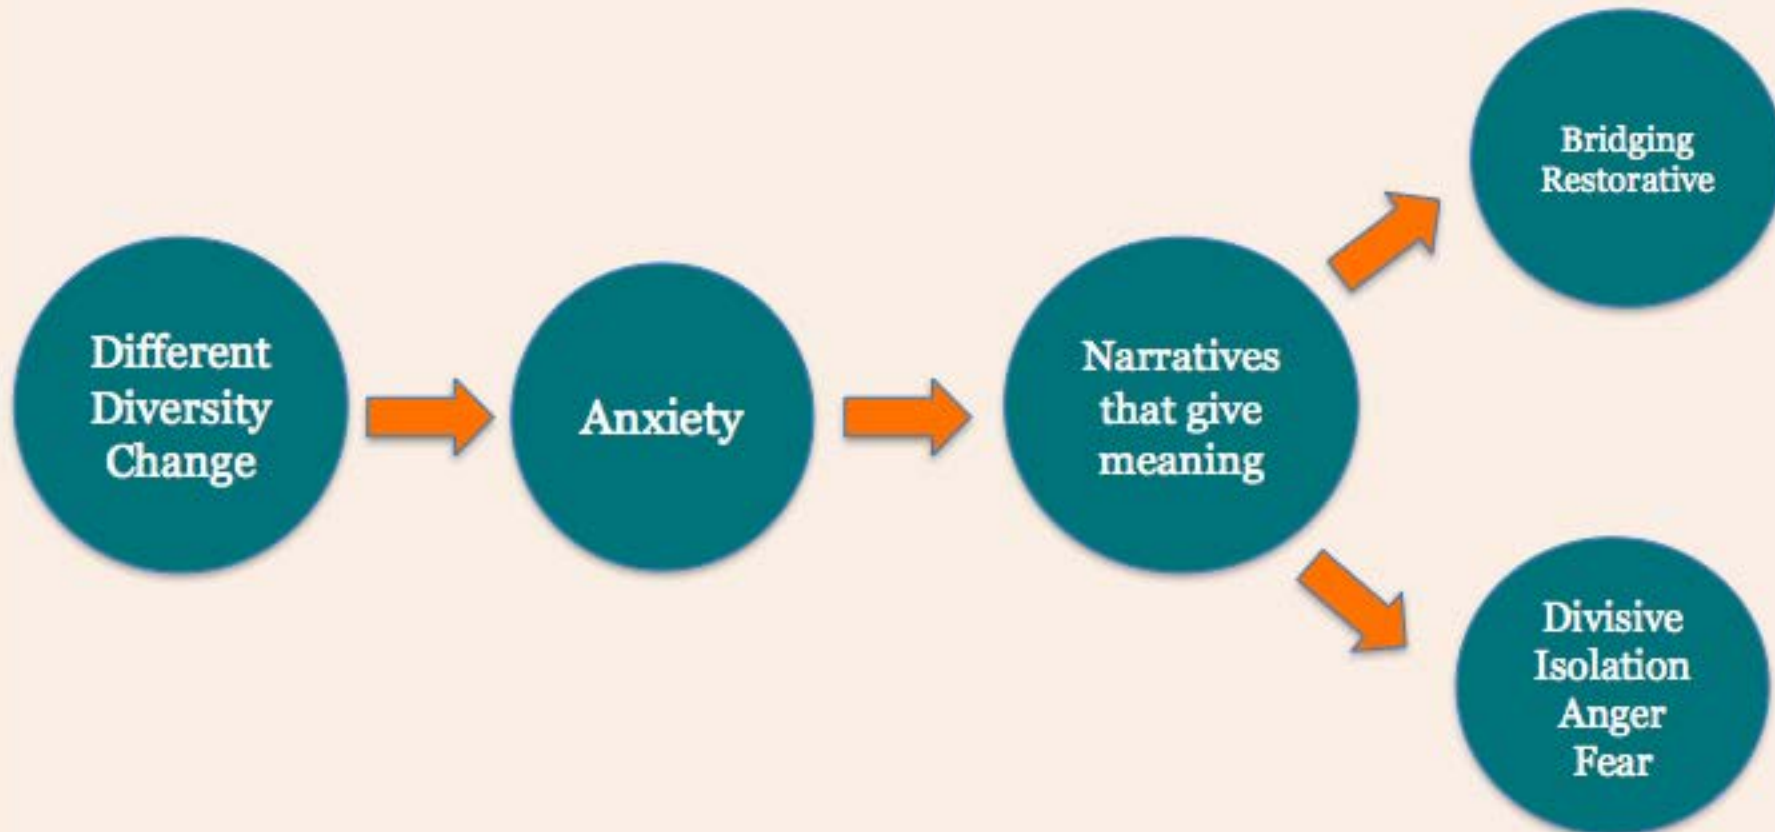 Different
Diversity
Change
Anxiety
Narratives
that give
meaning
Bridging
Restorative
Divisive
Isolation
Anger
Fear